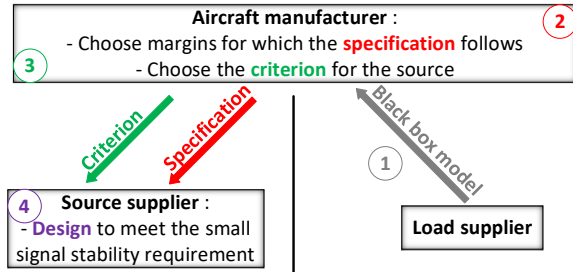 Aircraft manufacturer :
2
- Choose margins for which the specification follows
- Choose the criterion for the source
3
Criterion
Specification
Black box model
1
4
Source supplier :
- Design to meet the small
signal stability requirement
Load supplier